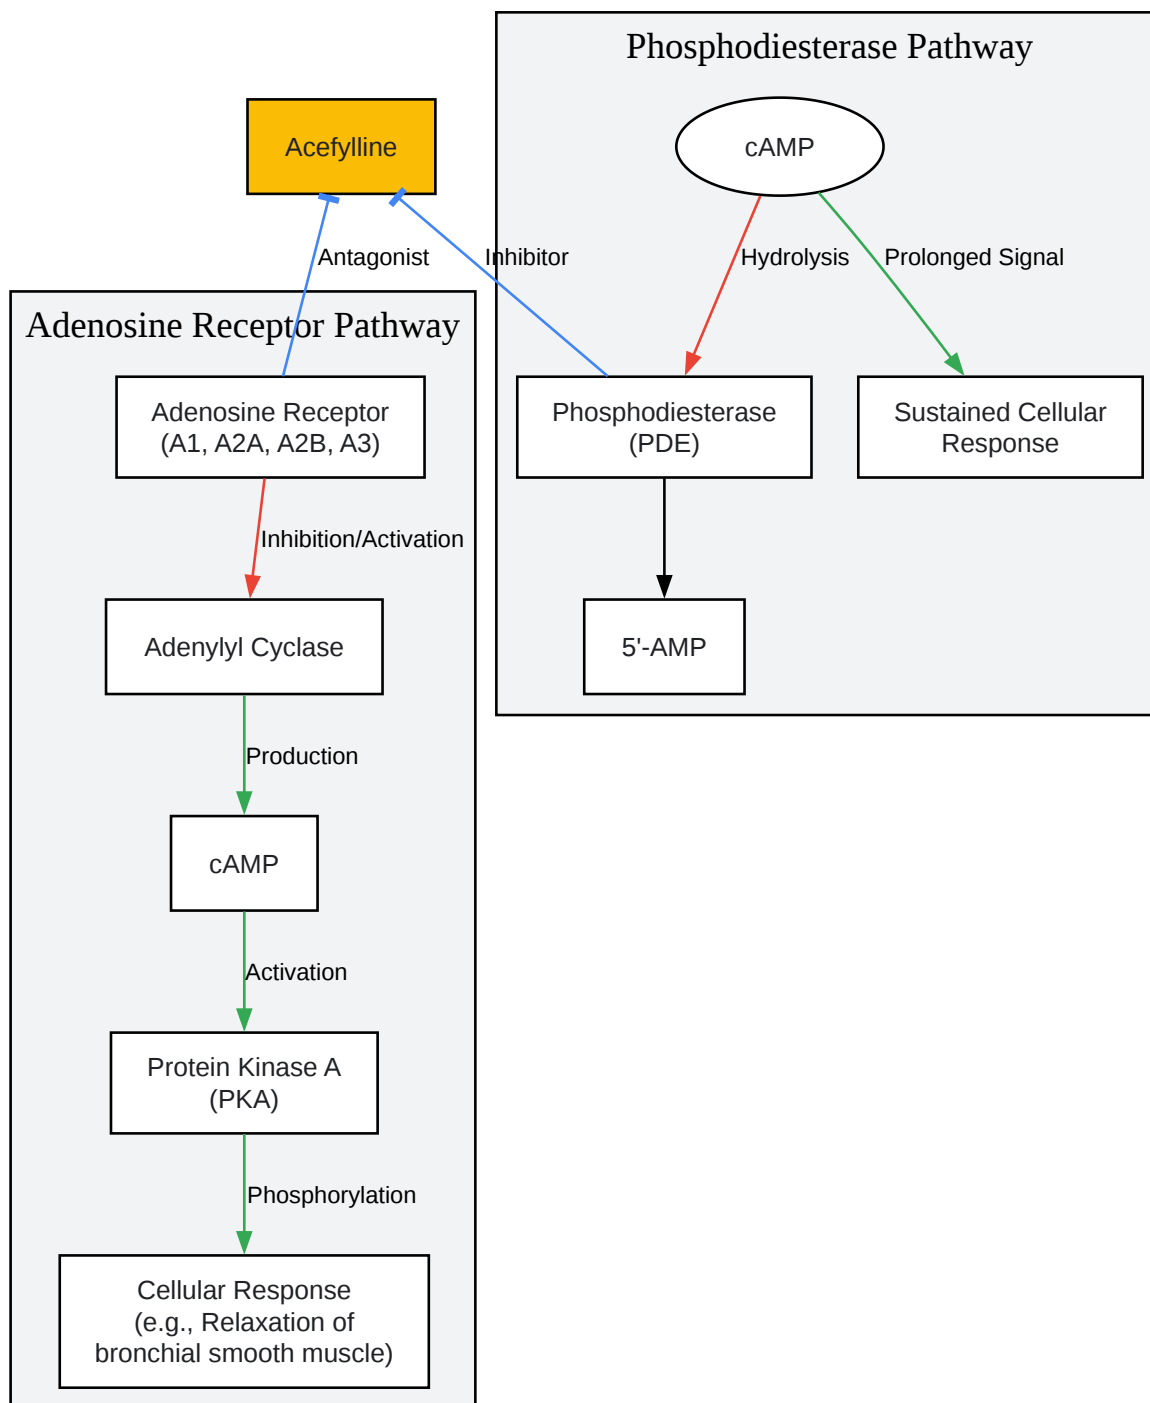 Phosphodiesterase Pathway
Acefylline
cAMP
Antagonist
Inhibitor
Hydrolysis
Prolonged Signal
Adenosine Receptor Pathway
Adenosine Receptor
(A1, A2A, A2B, A3)
Phosphodiesterase
(PDE)
Sustained Cellular
Response
Inhibition/Activation
Adenylyl Cyclase
5'-AMP
Production
cAMP
Activation
Protein Kinase A
(PKA)
Phosphorylation
Cellular Response
(e.g., Relaxation of
bronchial smooth muscle)